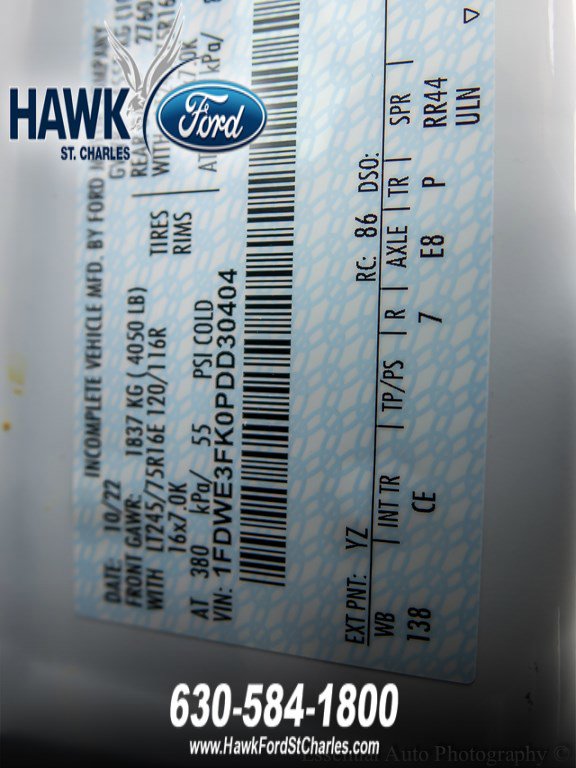 HAWK
ST. CHARLES
Ford
INCOMPLETE VEHICLE MFD. BY FORD
DATE: 10/22
FRONT GAWR: 1837 KG ( 4050 LB)
WITH LT245/75R16E 120/116R TIRES
16x7.0K RIMS
AT 380 kPa/ 55 PSI COLD
VIN: 1FDWE3FK0PDD30404
EXT PNT: YZ RC: 86 DSO:
WB | INT TR | TP/PS | R | AXLE | TR | SPR
138 CE 7 E8 P RR44
ULN
630-584-1800
www.HawkFordStCharles.com
Essential Auto Photography ©